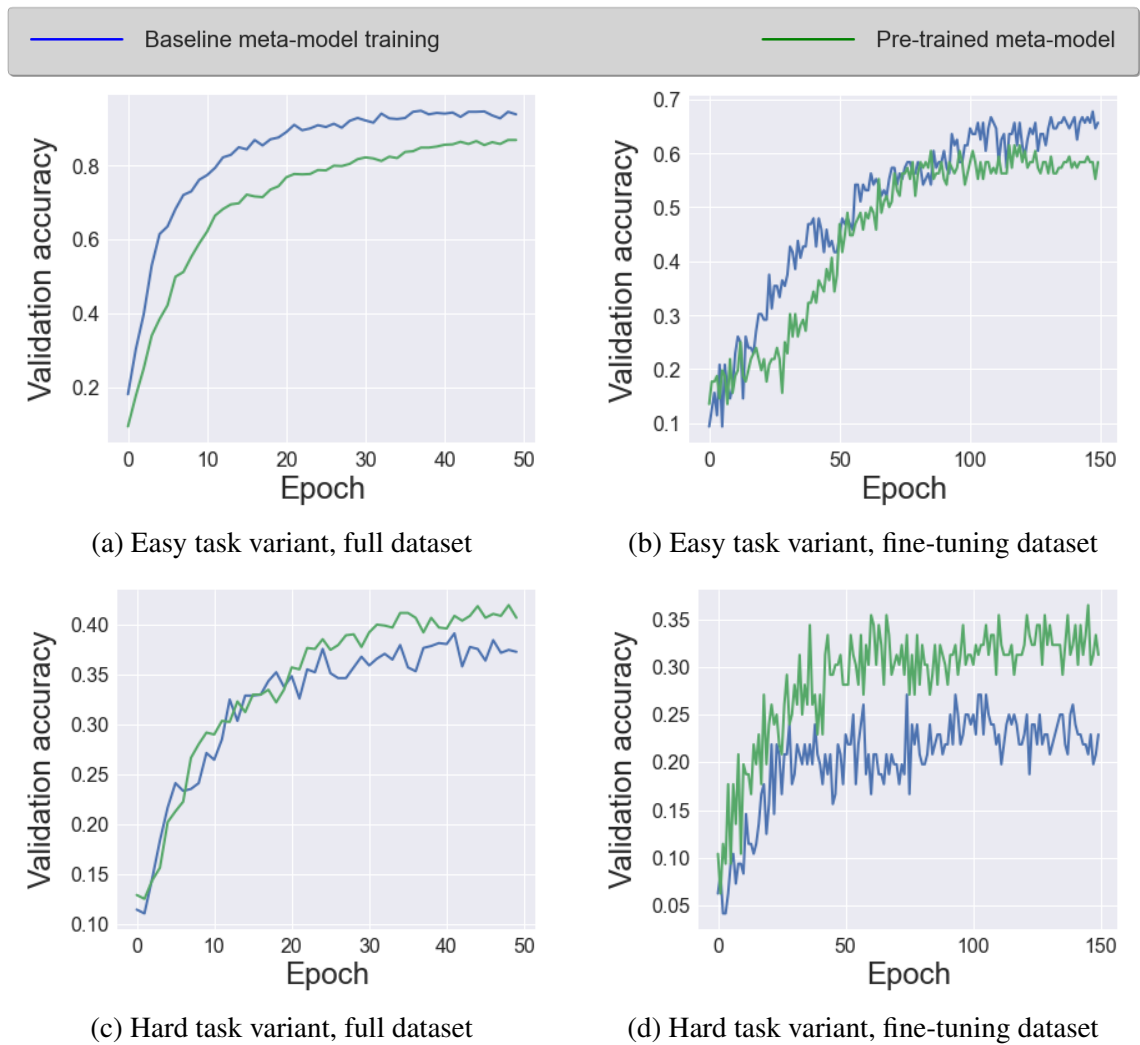 Baseline meta-model training
Pre-trained meta-model
Validation accuracy
0.8
0.6
0.4
0.2
0 10 20 30 40 50
Epoch
(a) Easy task variant, full dataset
Validation accuracy
0.7
0.6
0.5
0.4
0.3
0.2
0.1
0 50 100 150
Epoch
(b) Easy task variant, fine-tuning dataset
Validation accuracy
0.40
0.35
0.30
0.25
0.20
0.15
0.10
0 10 20 30 40 50
Epoch
(c) Hard task variant, full dataset
Validation accuracy
0.35
0.30
0.25
0.20
0.15
0.10
0.05
0 50 100 150
Epoch
(d) Hard task variant, fine-tuning dataset